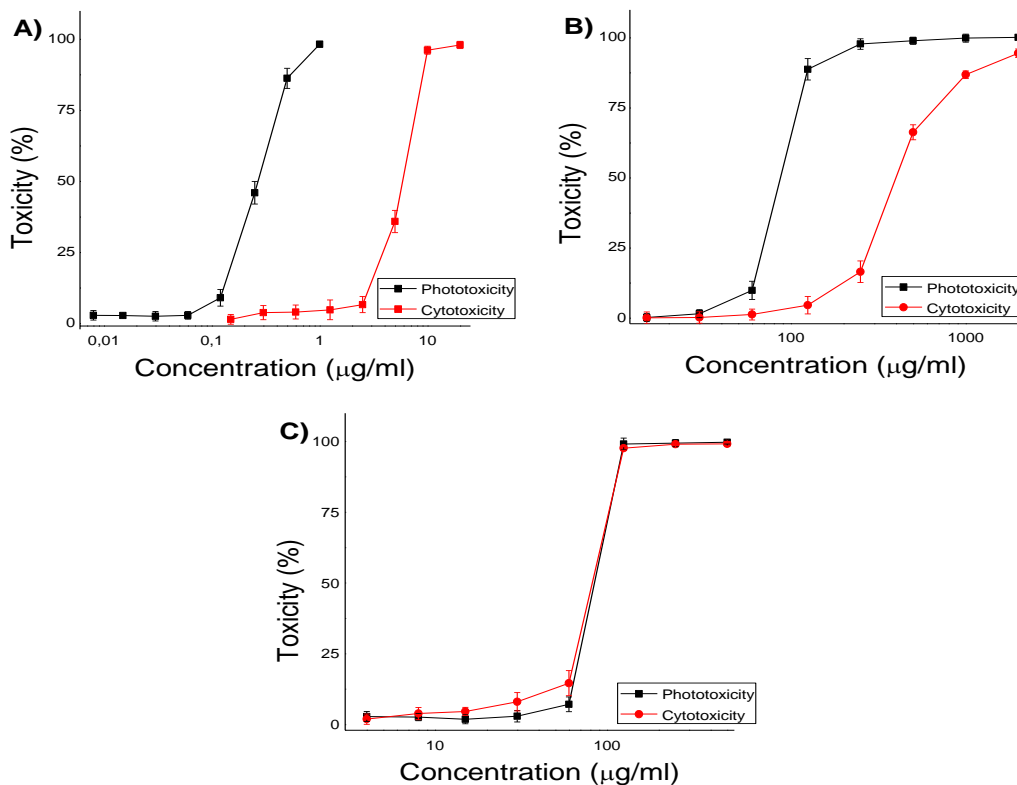 A)
100
75
50
25
0
Toxicity (%)
0,01
0,1
1
10
Concentration (μg/ml)
Phototoxicity
Cytotoxicity
B)
100
75
50
25
0
Toxicity (%)
100
1000
Concentration (μg/ml)
Phototoxicity
Cytotoxicity
C)
100
75
50
25
0
Toxicity (%)
10
100
Concentration (μg/ml)
Phototoxicity
Cytotoxicity